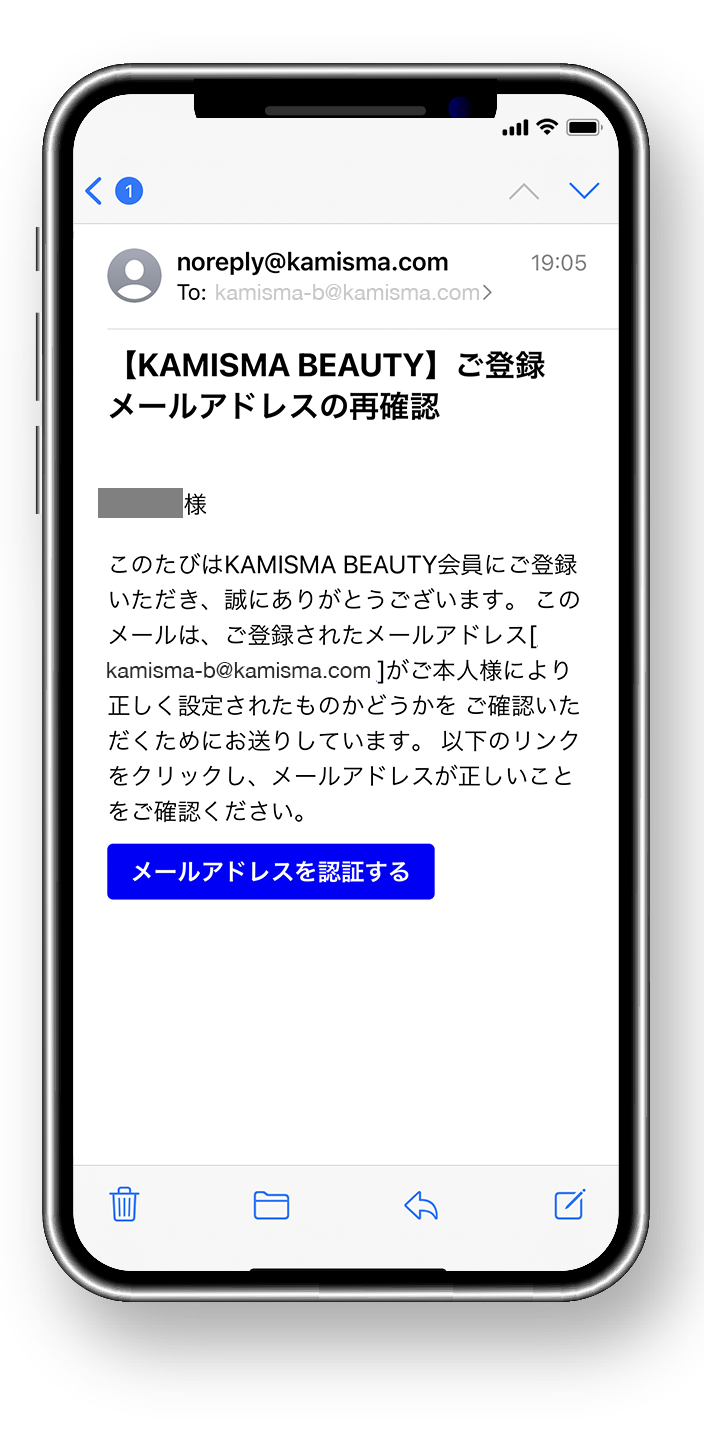 1
noreply@kamisma.com 19:05
To: kamisma-b@kamisma.com
【KAMISMA BEAUTY】ご登録
メールアドレスの再確認
様
このたびはKAMISMA BEAUTY会員にご登録
いただき、誠にありがとうございます。 この
メールは、ご登録されたメールアドレス[
kamisma-b@kamisma.com ]がご本人様により
正しく設定されたものかどうかを ご確認いた
だくためにお送りしています。 以下のリンク
をクリックし、メールアドレスが正しいこと
をご確認ください。
メールアドレスを認証する